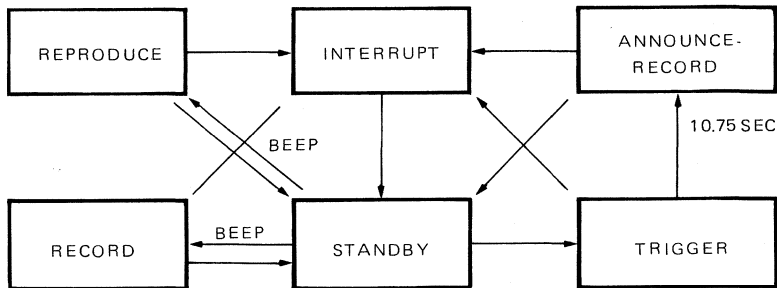 REPRODUCE
INTERRUPT
ANNOUNCE-
RECORD
BEEP
10.75 SEC
RECORD
BEEP
STANDBY
TRIGGER